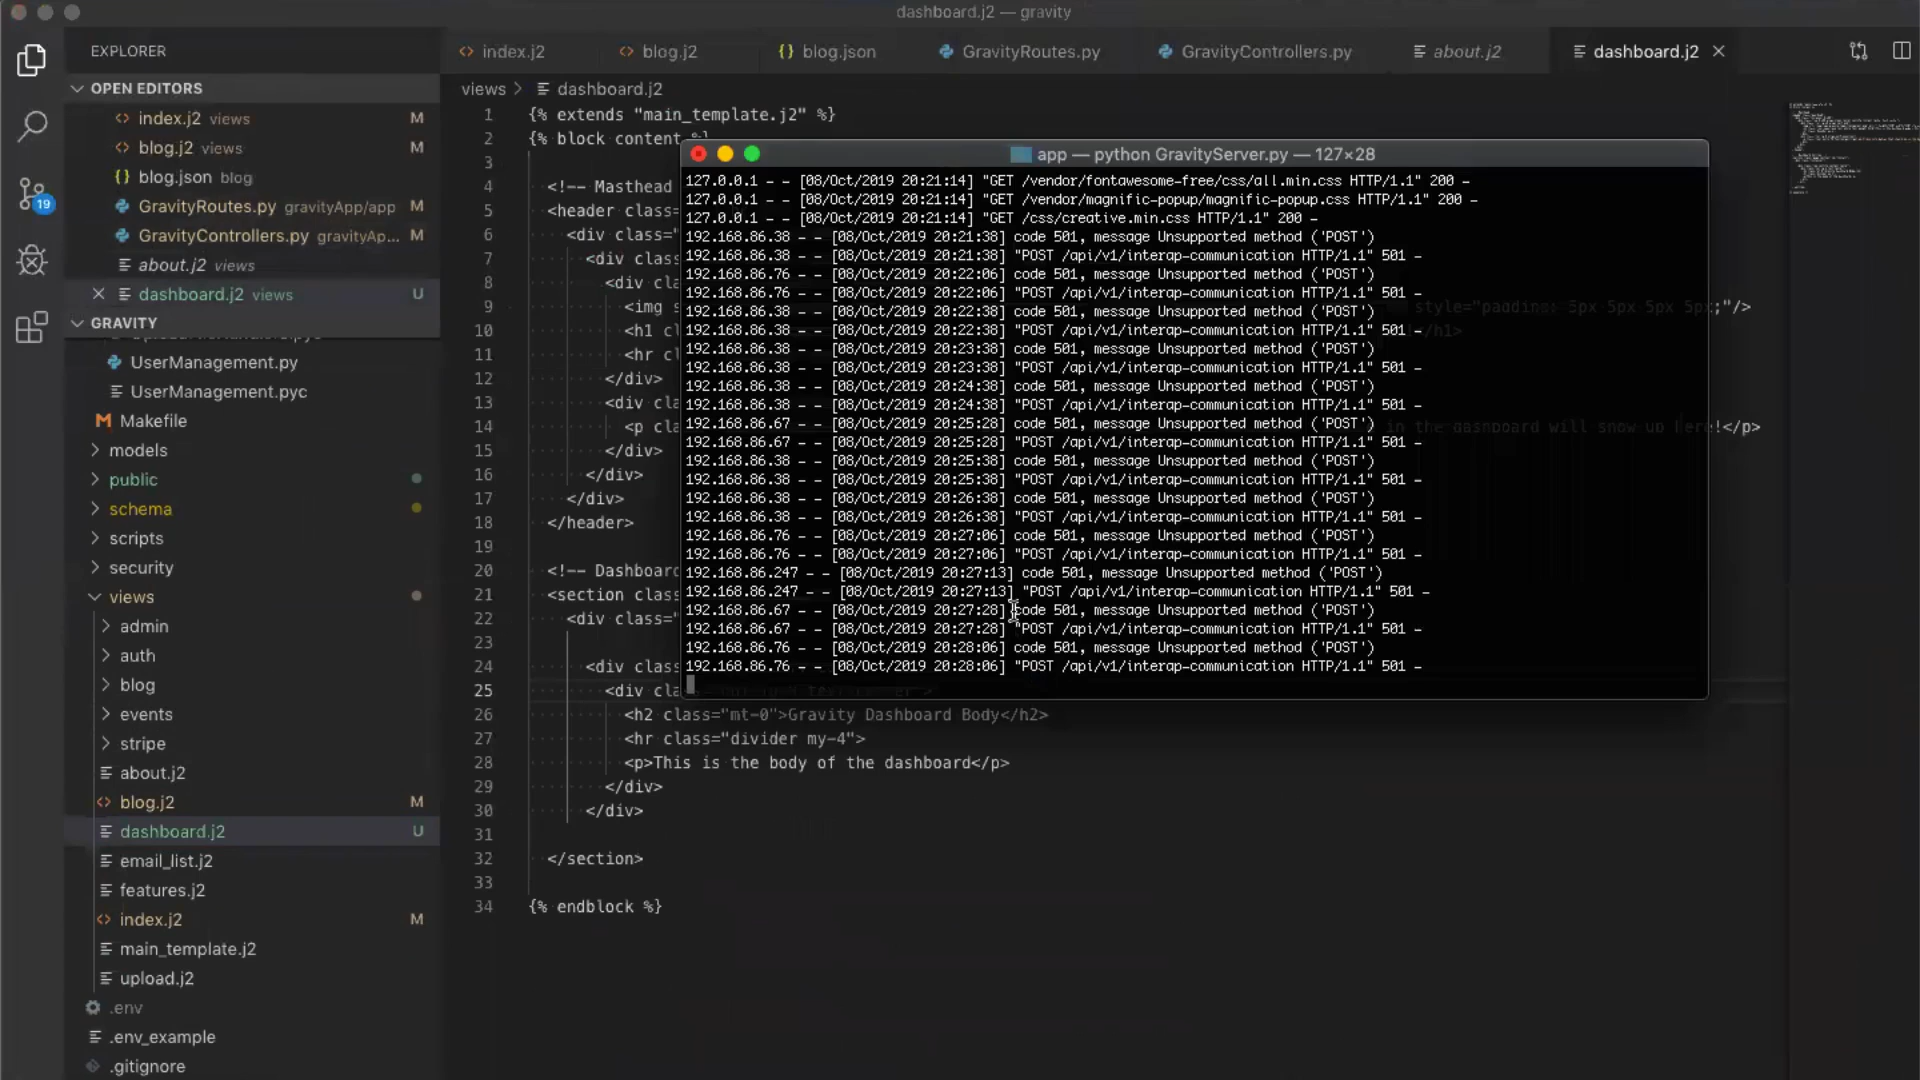 dashboard.j2 — gravity
EXPLORER
index.j2
blog.j2
{} blog.json
GravityRoutes.py
GravityControllers.py
about.j2
dashboard.j2
OPEN EDITORS
index.j2 views M
blog.j2 views M
{} blog.json blog
GravityRoutes.py gravityApp/app M
GravityControllers.py gravityAp... M
about.j2 views
dashboard.j2 views U
GRAVITY
UserManagement.py
UserManagement.pyc
Makefile
models
public
schema
scripts
security
views
admin
auth
blog
events
stripe
about.j2
blog.j2 M
dashboard.j2 U
email_list.j2
features.j2
index.j2 M
main_template.j2
upload.j2
.env
.env_example
.gitignore
19
views > dashboard.j2
1 {% extends "main_template.j2" %}
2 {% block content %}
3
4 <!-- Masthead
5 <header class=
6 <div class="
7 <div clas
8 <div cl
9 <img s style="padding: 5px 5px 5px 5px;"/>
10 <h1 cl !</h1>
11 <hr cl
12 </div>
13 <div cla
14 <p cla in the dashboard will show up here!</p>
15 </div>
16 </div>
17 </div>
18 </header>
19
20 <!-- Dashboard
21 <section class
22 <div class="
23
24 <div clas
25 <div cla
26 <h2 class="mt-0">Gravity Dashboard Body</h2>
27 <hr class="divider my-4">
28 <p>This is the body of the dashboard</p>
29 </div>
30 </div>
31
32 </section>
33
34 {% endblock %}
app — python GravityServer.py — 127×28
127.0.0.1 - - [08/Oct/2019 20:21:14] "GET /vendor/fontawesome-free/css/all.min.css HTTP/1.1" 200 -
127.0.0.1 - - [08/Oct/2019 20:21:14] "GET /vendor/magnific-popup/magnific-popup.css HTTP/1.1" 200 -
127.0.0.1 - - [08/Oct/2019 20:21:14] "GET /css/creative.min.css HTTP/1.1" 200 -
192.168.86.38 - - [08/Oct/2019 20:21:38] code 501, message Unsupported method ('POST')
192.168.86.38 - - [08/Oct/2019 20:21:38] "POST /api/v1/interap-communication HTTP/1.1" 501 -
192.168.86.76 - - [08/Oct/2019 20:22:06] code 501, message Unsupported method ('POST')
192.168.86.76 - - [08/Oct/2019 20:22:06] "POST /api/v1/interap-communication HTTP/1.1" 501 -
192.168.86.38 - - [08/Oct/2019 20:22:38] code 501, message Unsupported method ('POST')
192.168.86.38 - - [08/Oct/2019 20:22:38] "POST /api/v1/interap-communication HTTP/1.1" 501 -
192.168.86.38 - - [08/Oct/2019 20:23:38] code 501, message Unsupported method ('POST')
192.168.86.38 - - [08/Oct/2019 20:23:38] "POST /api/v1/interap-communication HTTP/1.1" 501 -
192.168.86.38 - - [08/Oct/2019 20:24:38] code 501, message Unsupported method ('POST')
192.168.86.38 - - [08/Oct/2019 20:24:38] "POST /api/v1/interap-communication HTTP/1.1" 501 -
192.168.86.67 - - [08/Oct/2019 20:25:28] code 501, message Unsupported method ('POST')
192.168.86.67 - - [08/Oct/2019 20:25:28] "POST /api/v1/interap-communication HTTP/1.1" 501 -
192.168.86.38 - - [08/Oct/2019 20:25:38] code 501, message Unsupported method ('POST')
192.168.86.38 - - [08/Oct/2019 20:25:38] "POST /api/v1/interap-communication HTTP/1.1" 501 -
192.168.86.38 - - [08/Oct/2019 20:26:38] code 501, message Unsupported method ('POST')
192.168.86.38 - - [08/Oct/2019 20:26:38] "POST /api/v1/interap-communication HTTP/1.1" 501 -
192.168.86.76 - - [08/Oct/2019 20:27:06] code 501, message Unsupported method ('POST')
192.168.86.76 - - [08/Oct/2019 20:27:06] "POST /api/v1/interap-communication HTTP/1.1" 501 -
192.168.86.247 - - [08/Oct/2019 20:27:13] code 501, message Unsupported method ('POST')
192.168.86.247 - - [08/Oct/2019 20:27:13] "POST /api/v1/interap-communication HTTP/1.1" 501 -
192.168.86.67 - - [08/Oct/2019 20:27:28] code 501, message Unsupported method ('POST')
192.168.86.67 - - [08/Oct/2019 20:27:28] "POST /api/v1/interap-communication HTTP/1.1" 501 -
192.168.86.76 - - [08/Oct/2019 20:28:06] code 501, message Unsupported method ('POST')
192.168.86.76 - - [08/Oct/2019 20:28:06] "POST /api/v1/interap-communication HTTP/1.1" 501 -